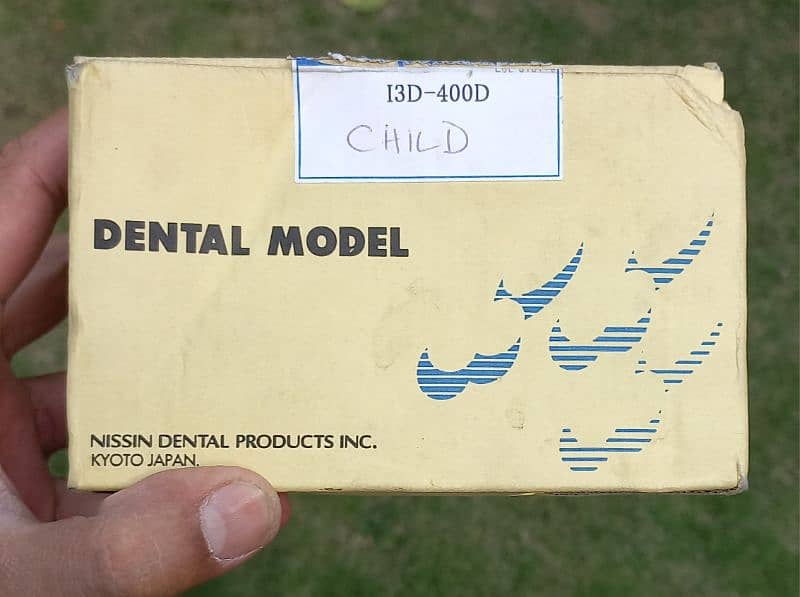 I3D-400D
CHILD
DENTAL MODEL
NISSIN DENTAL PRODUCTS INC.
KYOTO JAPAN.